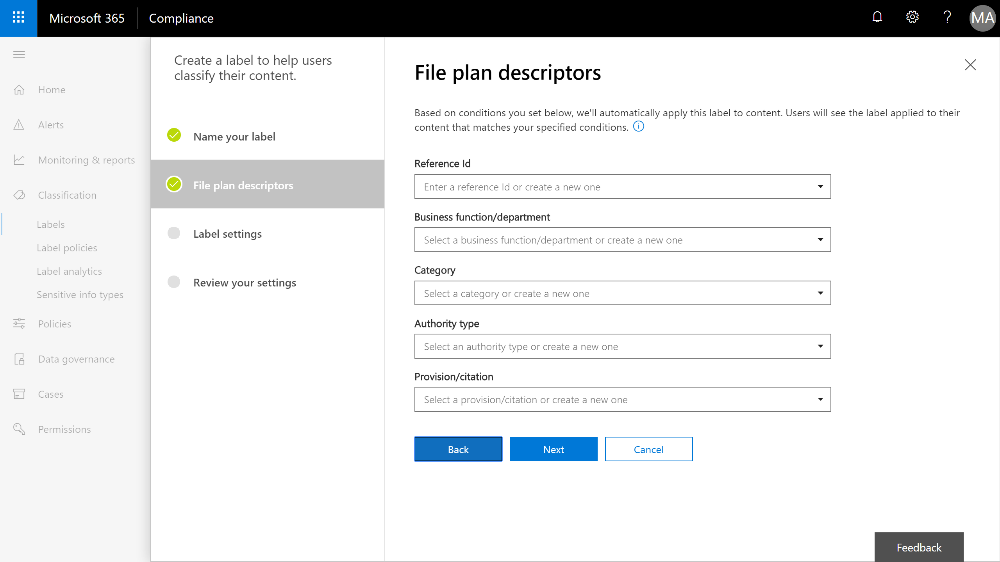 Microsoft 365
Compliance
MA
Home
Alerts
Monitoring & reports
Classification
Labels
Label policies
Label analytics
Sensitive info types
Policies
Data governance
Cases
Permissions
Create a label to help users
classify their content.
Name your label
File plan descriptors
Label settings
Review your settings
File plan descriptors
Based on conditions you set below, we'll automatically apply this label to content. Users will see the label applied to their
content that matches your specified conditions.
Reference Id
Enter a reference Id or create a new one
Business function/department
Select a business function/department or create a new one
Category
Select a category or create a new one
Authority type
Select an authority type or create a new one
Provision/citation
Select a provision/citation or create a new one
Back
Next
Cancel
Feedback